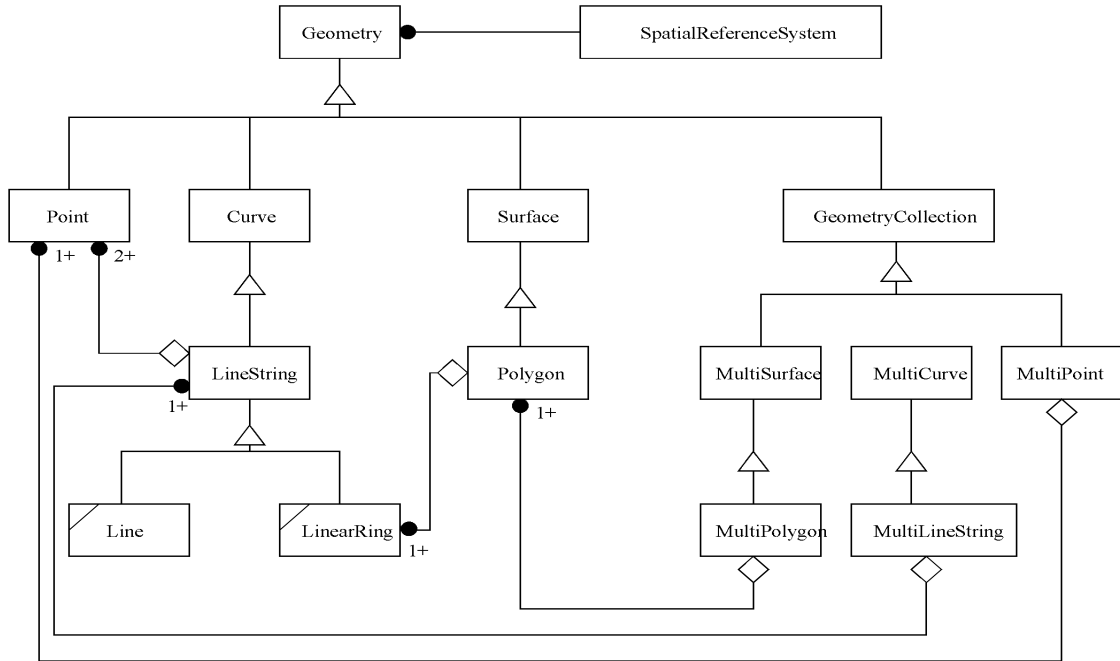 Geometry
SpatialReferenceSystem
Point
Curve
Surface
GeometryCollection
1+
2+
LineString
Polygon
MultiSurface
MultiCurve
MultiPoint
1+
1+
Line
LinearRing
MultiPolygon
MultiLineString
1+